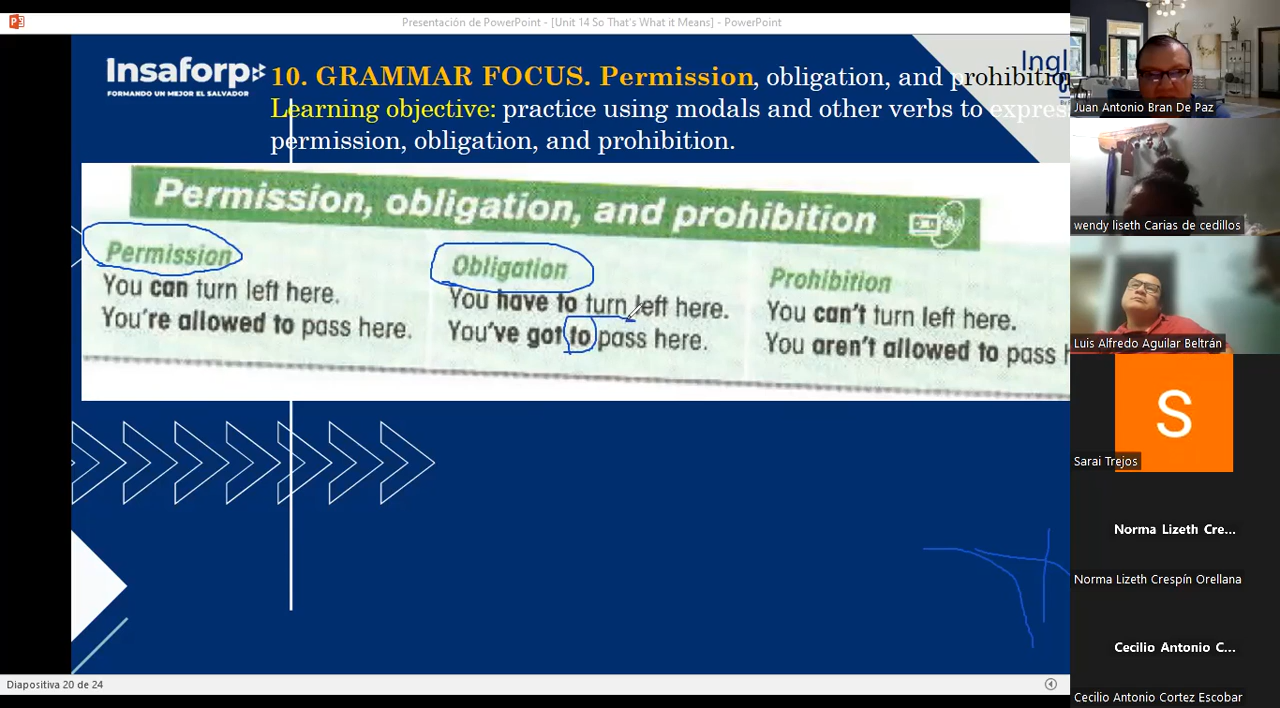 Presentación de PowerPoint - [Unit 14 So That's What it Means] - PowerPoint
Insaforp
FORMANDO UN MEJOR EL SALVADOR
Ingl
10. GRAMMAR FOCUS. Permission, obligation, and prohibitio
Learning objective: practice using modals and other verbs to expres
permission, obligation, and prohibition.
Permission, obligation, and prohibition
Permission
You can turn left here.
You're allowed to pass here.
Obligation
You have to turn left here.
You've got to pass here.
Prohibition
You can't turn left here.
You aren't allowed to pass h
Diapositiva 20 de 24
Juan Antonio Bran De Paz
wendy liseth Carias de cedillos
Luis Alfredo Aguilar Beltrán
S
Sarai Trejos
Norma Lizeth Cre...
Norma Lizeth Crespín Orellana
Cecilio Antonio C...
Cecilio Antonio Cortez Escobar